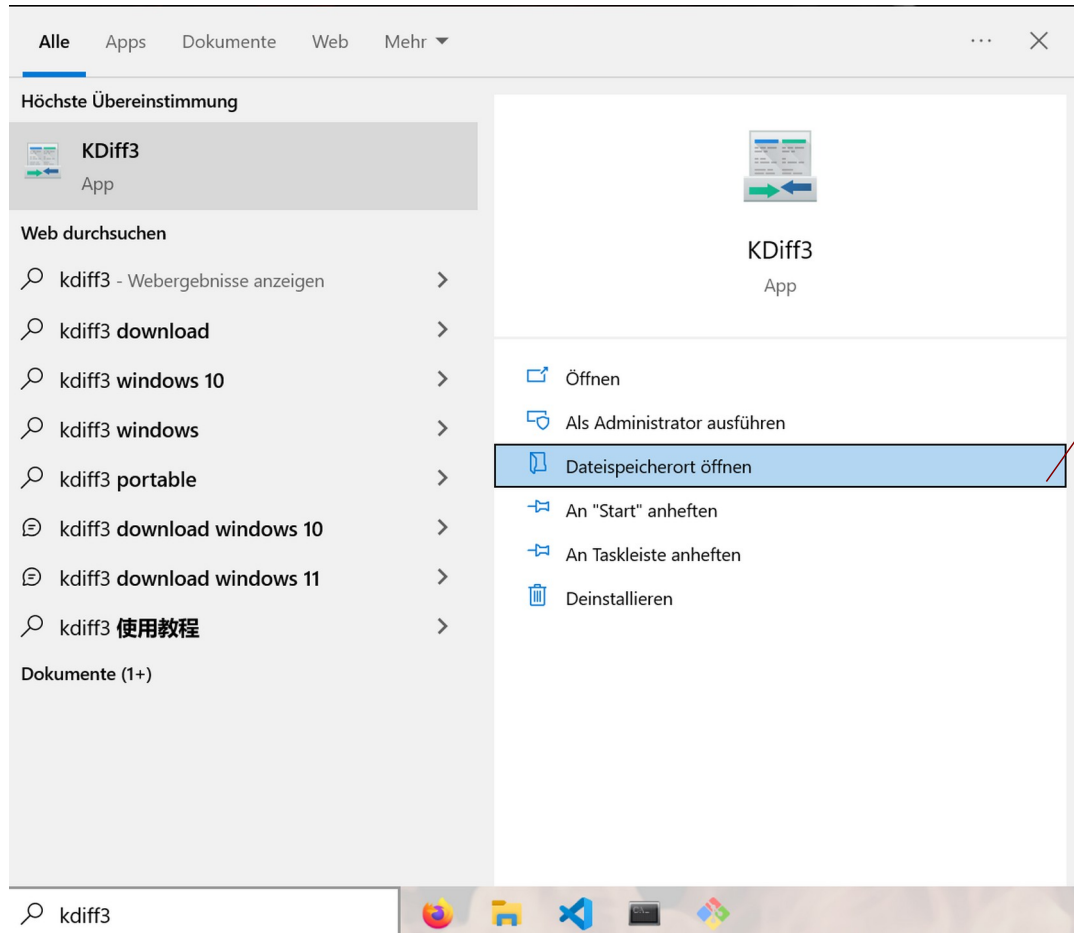 Alle Apps Dokumente Web Mehr
Höchste Übereinstimmung
KDiff3
App
Web durchsuchen
kdiff3 - Webergebnisse anzeigen
kdiff3 download
kdiff3 windows 10
kdiff3 windows
kdiff3 portable
kdiff3 download windows 10
kdiff3 download windows 11
kdiff3 使用教程
Dokumente (1+)
KDiff3
App
Öffnen
Als Administrator ausführen
Dateispeicherort öffnen
An "Start" anheften
An Taskleiste anheften
Deinstallieren
kdiff3